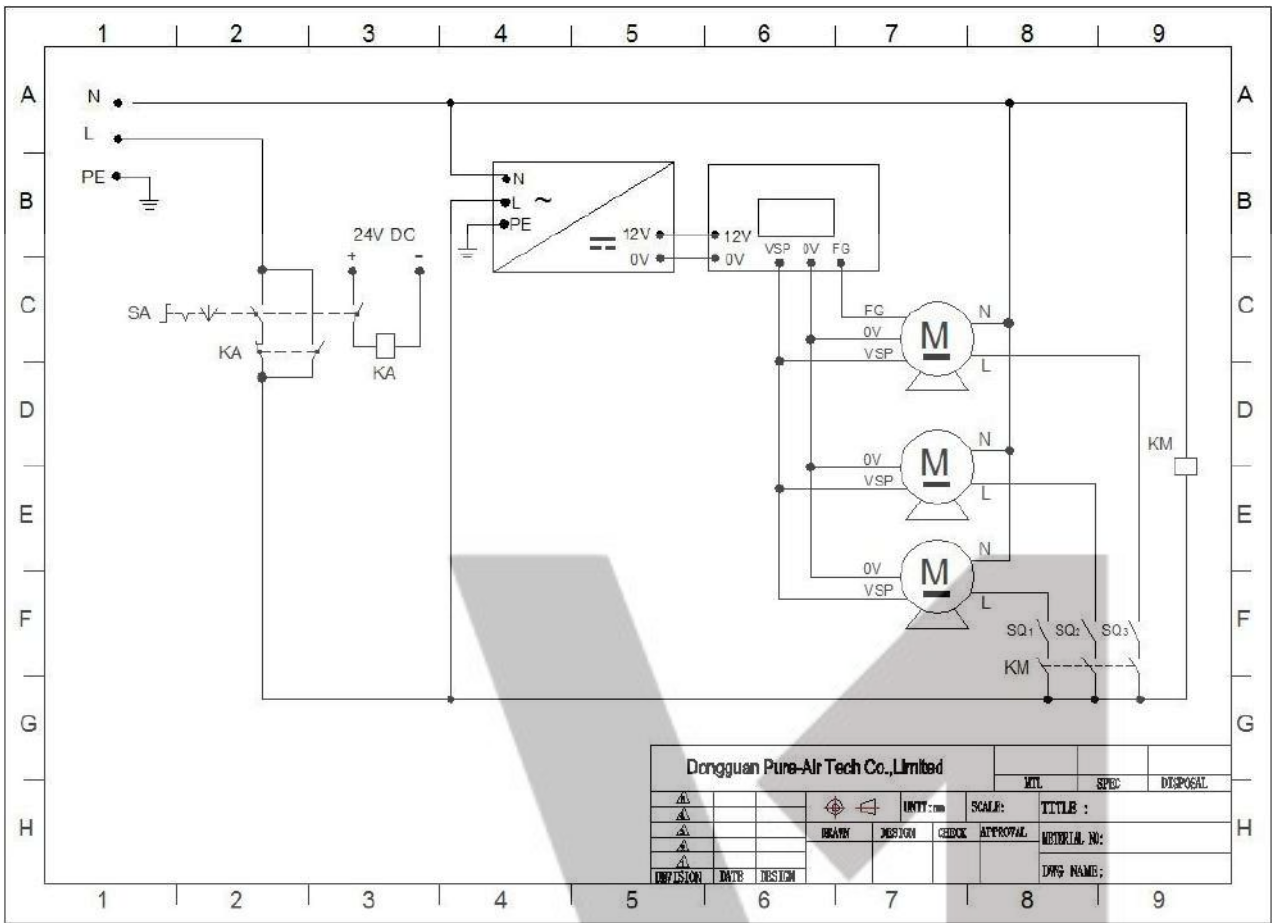 1 2 3 4 5 6 7 8 9
A N A
L
PE
B N B
L ~
PE
24V DC
+ -
12V 12V
0V 0V
VSP 0V FG
C SA C
FG N
0V M
VSP L
KA
KA
D D
KM
N
0V M
VSP L
E E
N
0V M
VSP L
F F
SQ1 SQ2 SQ3
KM
G G
Dongguan Pure-Air Tech Co.,Limited
MTL SPEC DISPOSAL
UNIT:mm SCALE: TITLE :
H H
DRAWN DESIGN CHECK APPROVAL
METERIAL NO:
REVISION DATE DESIGN DWG NAME:
1 2 3 4 5 6 7 8 9